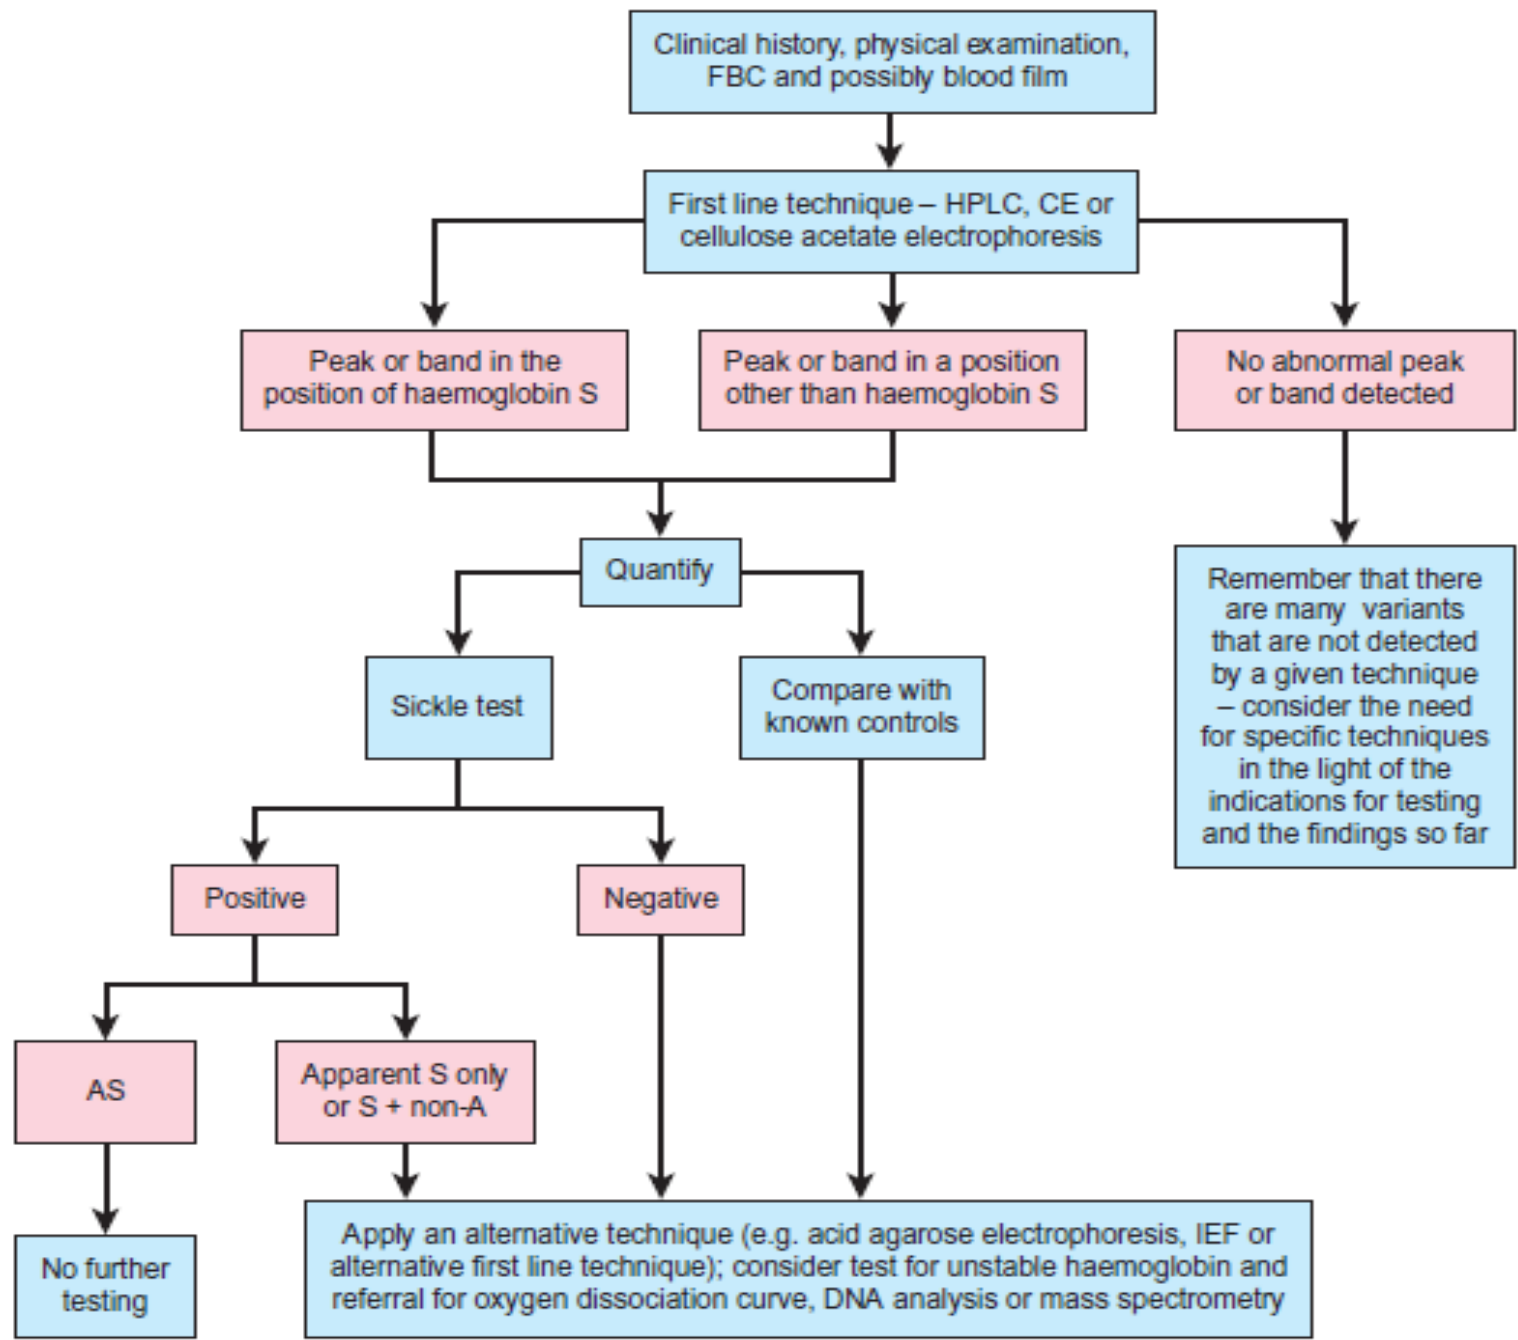 Clinical history, physical examination,
FBC and possibly blood film
First line technique – HPLC, CE or
cellulose acetate electrophoresis
Peak or band in the
position of haemoglobin S
Peak or band in a position
other than haemoglobin S
No abnormal peak
or band detected
Quantify
Remember that there
are many variants
that are not detected
by a given technique
– consider the need
for specific techniques
in the light of the
indications for testing
and the findings so far
Sickle test
Compare with
known controls
Positive
Negative
AS
Apparent S only
or S + non-A
No further
testing
Apply an alternative technique (e.g. acid agarose electrophoresis, IEF or
alternative first line technique); consider test for unstable haemoglobin and
referral for oxygen dissociation curve, DNA analysis or mass spectrometry